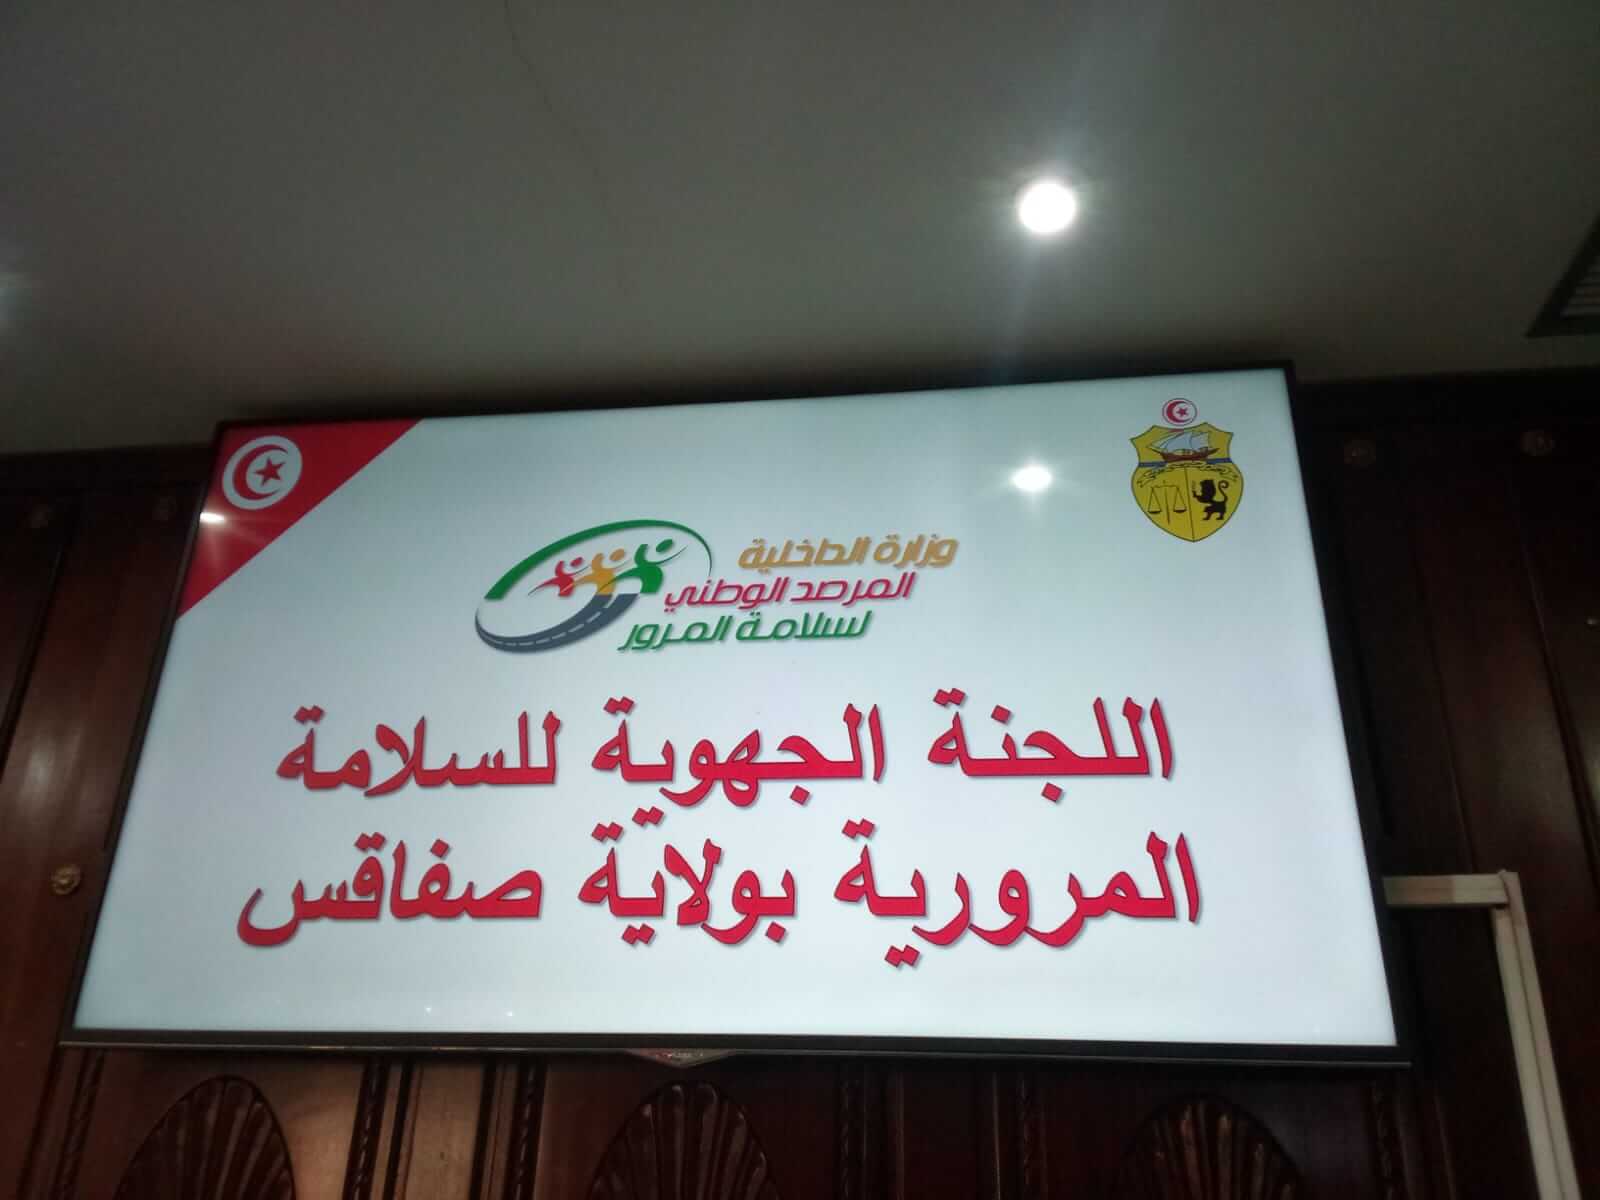 وزارة الداخلية
المرصد الوطني
لسلامة المرور
اللجنة الجهوية للسلامة
المرورية بولاية صفاقس